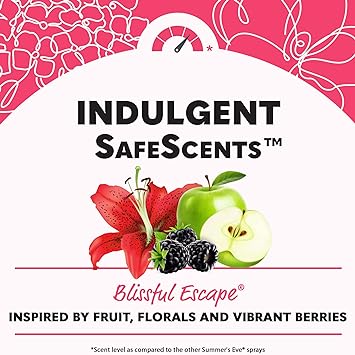 *
INDULGENT
SAFESCENTS™
Blissful Escape®
INSPIRED BY FRUIT, FLORALS AND VIBRANT BERRIES
*Scent level as compared to the other Summer's Eve® sprays